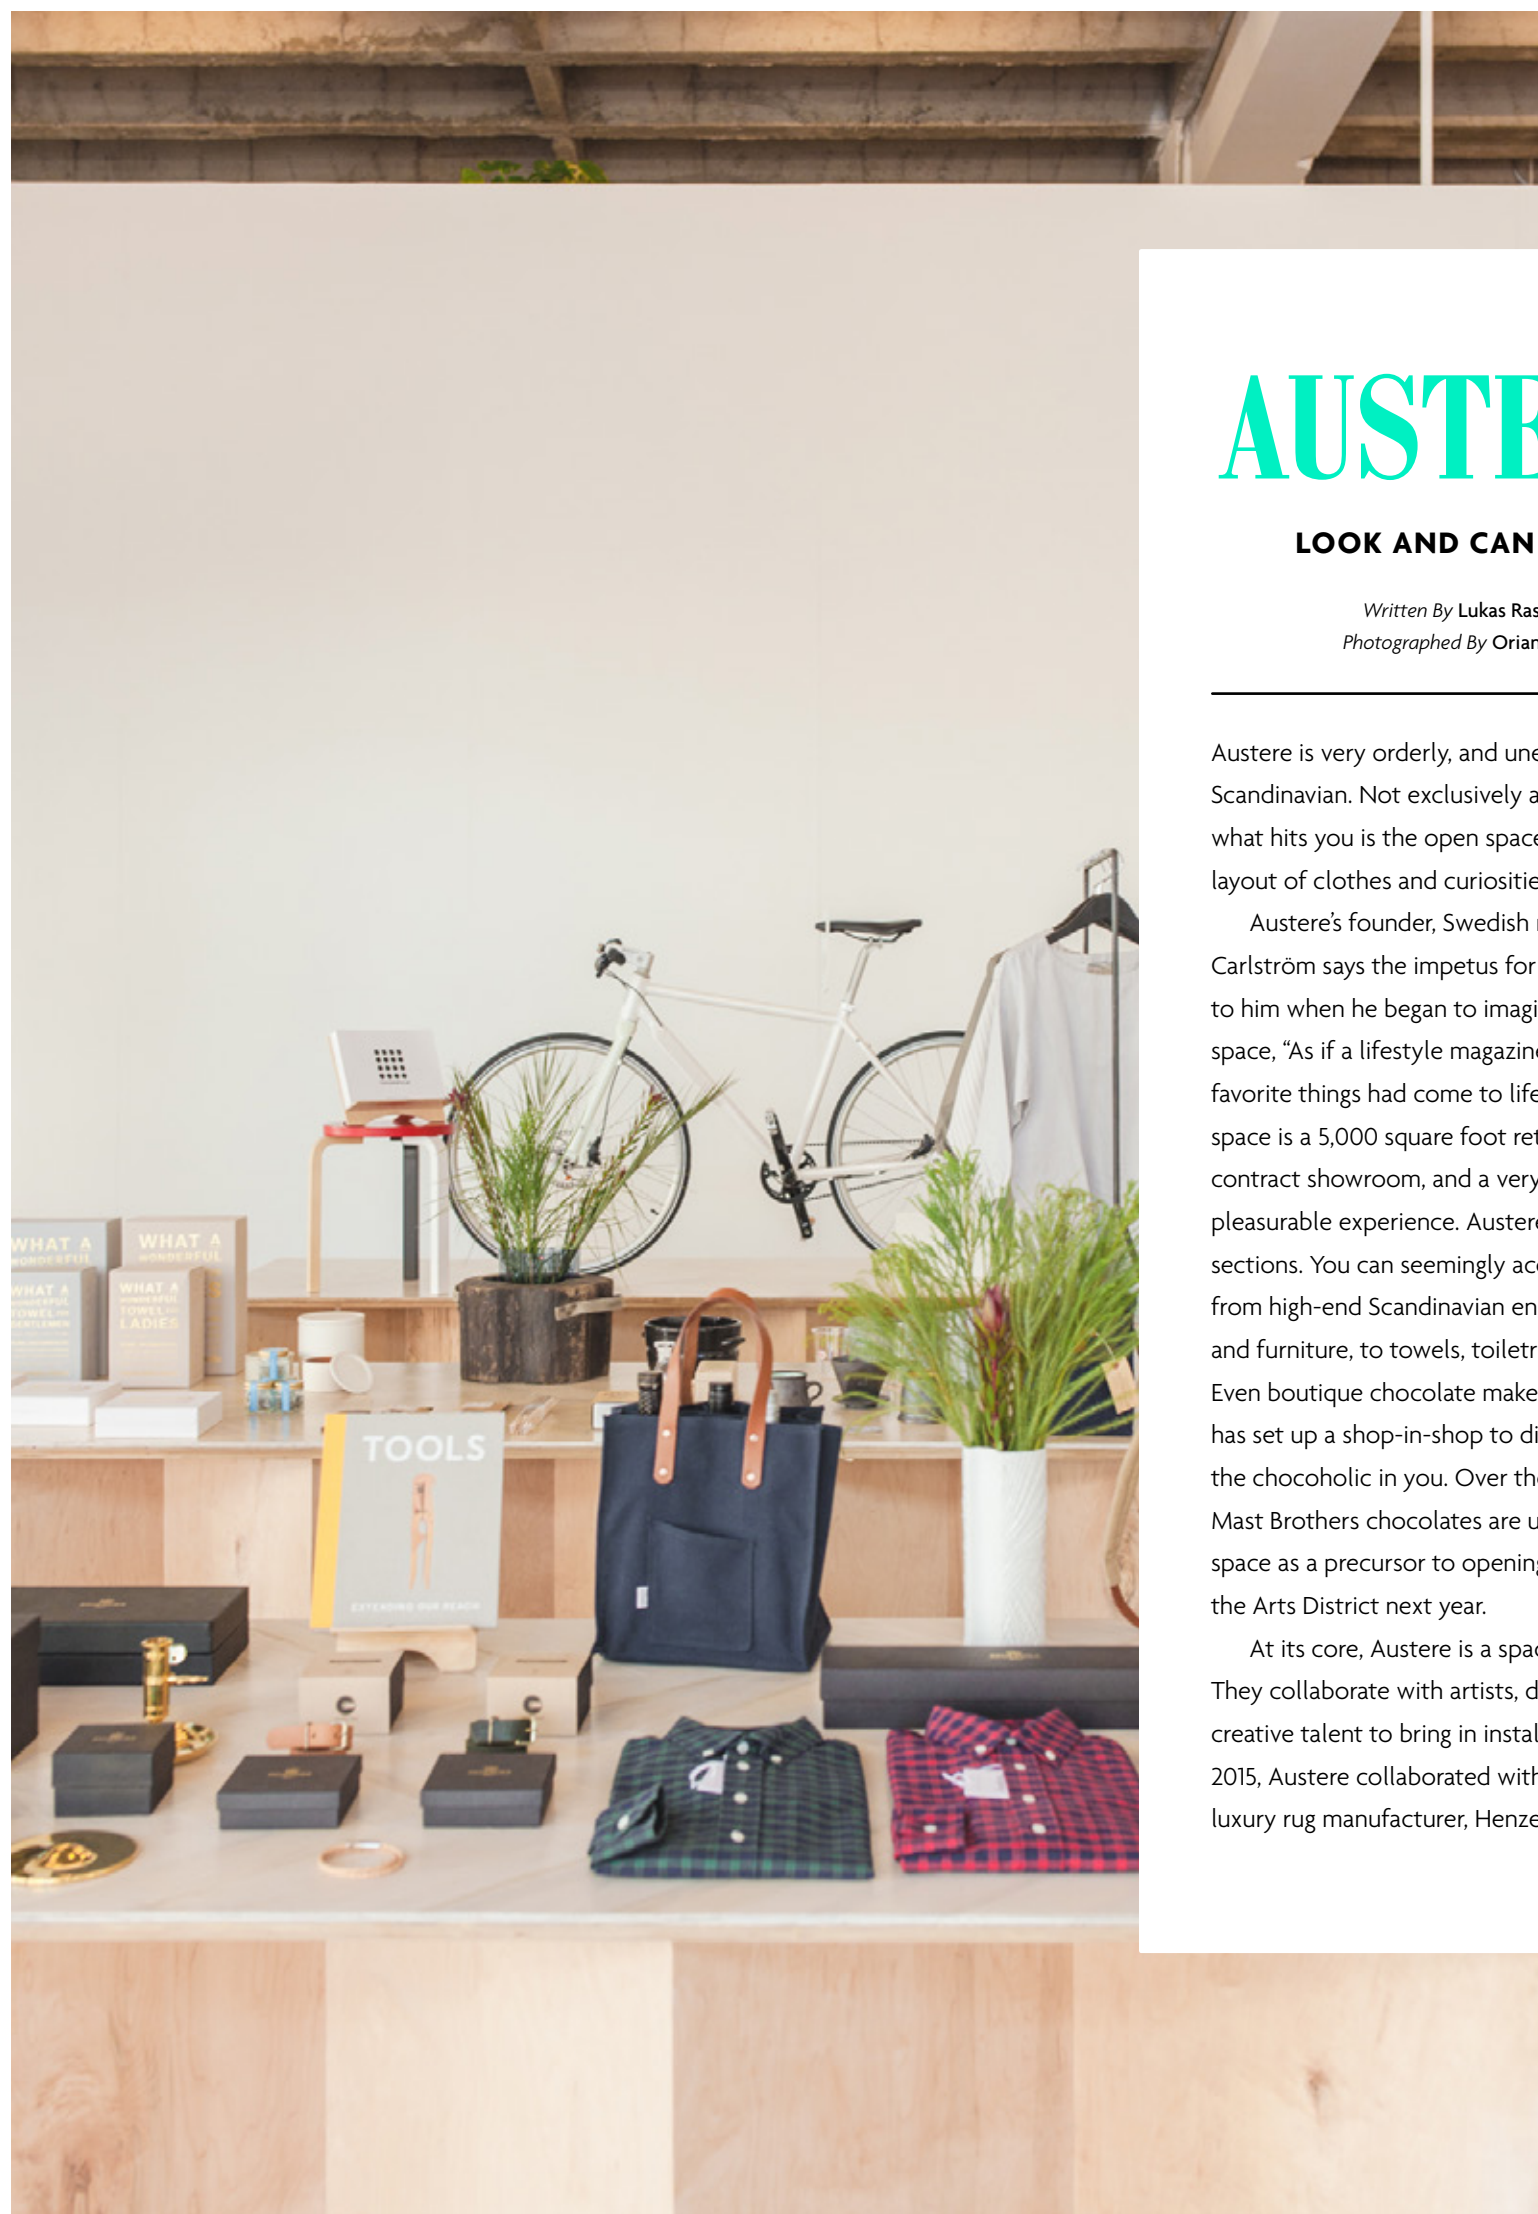 AUSTE
LOOK AND CAN
Written By Lukas Ras
Photographed By Orian
Austere is very orderly, and une
Scandinavian. Not exclusively a
what hits you is the open space
layout of clothes and curiositie
Austere’s founder, Swedish
Carlström says the impetus for
to him when he began to imagi
space, “As if a lifestyle magazine
favorite things had come to life
space is a 5,000 square foot ret
contract showroom, and a very
pleasurable experience. Austere
sections. You can seemingly acc
from high-end Scandinavian en
and furniture, to towels, toiletr
Even boutique chocolate make
has set up a shop-in-shop to di
the chocoholic in you. Over the
Mast Brothers chocolates are u
space as a precursor to opening
the Arts District next year.
At its core, Austere is a spac
They collaborate with artists, d
creative talent to bring in instal
2015, Austere collaborated with
luxury rug manufacturer, Henze
WHAT A
WONDERFUL
WHAT A
WONDERFUL
WHAT A
WONDERFUL
TOWEL FOR
GENTLEMEN
WHAT A
WONDERFUL
TOWEL FOR
LADIES
TOOLS
EXTENDING OUR REACH